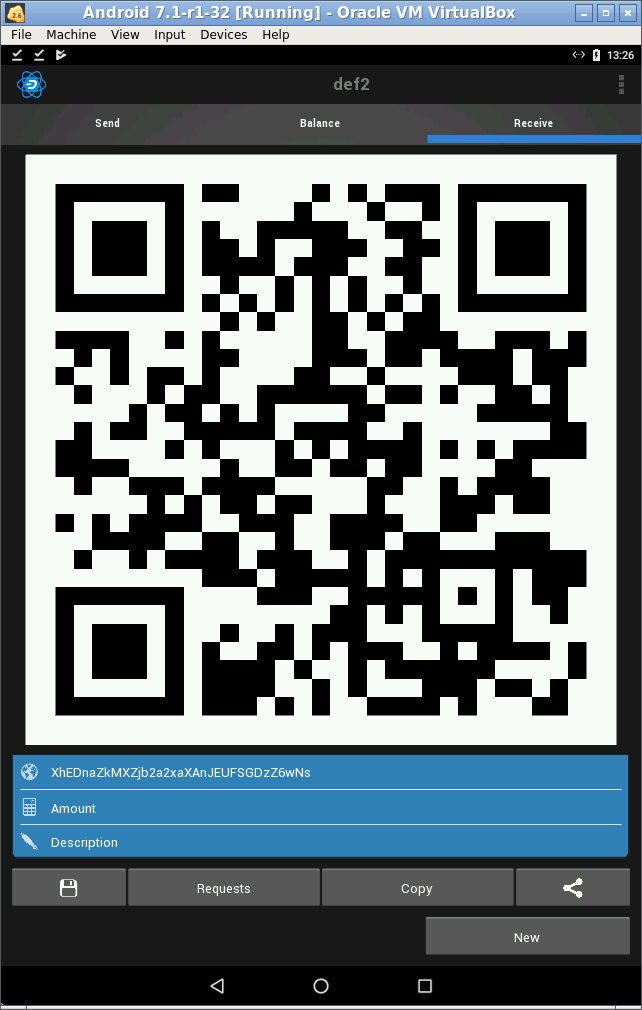 Android 7.1-r1-32 [Running] - Oracle VM VirtualBox
File Machine View Input Devices Help
13:26
def2
Send Balance Receive
XhEDnaZkMXZjb2a2xaXAnJEUFSGDzZ6wNs
Amount
Description
Requests Copy
New